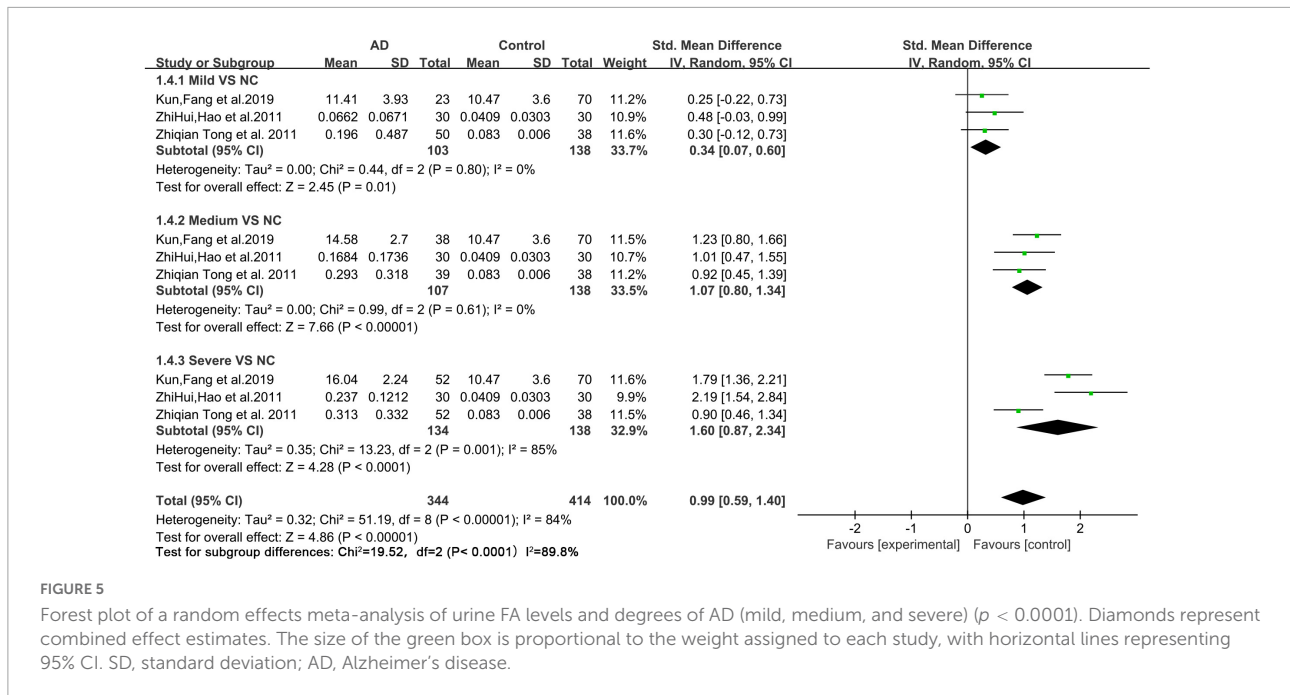 AD Control Std. Mean Difference Std. Mean Difference
Study or Subgroup Mean SD Total Mean SD Total Weight IV, Random, 95% CI IV, Random, 95% CI
1.4.1 Mild VS NC
Kun,Fang et al.2019 11.41 3.93 23 10.47 3.6 70 11.2% 0.25 [-0.22, 0.73]
ZhiHui,Hao et al.2011 0.0662 0.0671 30 0.0409 0.0303 30 10.9% 0.48 [-0.03, 0.99]
Zhiqian Tong et al. 2011 0.196 0.487 50 0.083 0.006 38 11.6% 0.30 [-0.12, 0.73]
Subtotal (95% CI) 103 138 33.7% 0.34 [0.07, 0.60]
Heterogeneity: Tau² = 0.00; Chi² = 0.44, df = 2 (P = 0.80); I² = 0%
Test for overall effect: Z = 2.45 (P = 0.01)
1.4.2 Medium VS NC
Kun,Fang et al.2019 14.58 2.7 38 10.47 3.6 70 11.5% 1.23 [0.80, 1.66]
ZhiHui,Hao et al.2011 0.1684 0.1736 30 0.0409 0.0303 30 10.7% 1.01 [0.47, 1.55]
Zhiqian Tong et al. 2011 0.293 0.318 39 0.083 0.006 38 11.2% 0.92 [0.45, 1.39]
Subtotal (95% CI) 107 138 33.5% 1.07 [0.80, 1.34]
Heterogeneity: Tau² = 0.00; Chi² = 0.99, df = 2 (P = 0.61); I² = 0%
Test for overall effect: Z = 7.66 (P < 0.00001)
1.4.3 Severe VS NC
Kun,Fang et al.2019 16.04 2.24 52 10.47 3.6 70 11.6% 1.79 [1.36, 2.21]
ZhiHui,Hao et al.2011 0.237 0.1212 30 0.0409 0.0303 30 9.9% 2.19 [1.54, 2.84]
Zhiqian Tong et al. 2011 0.313 0.332 52 0.083 0.006 38 11.5% 0.90 [0.46, 1.34]
Subtotal (95% CI) 134 138 32.9% 1.60 [0.87, 2.34]
Heterogeneity: Tau² = 0.35; Chi² = 13.23, df = 2 (P = 0.001); I² = 85%
Test for overall effect: Z = 4.28 (P < 0.0001)
Total (95% CI) 344 414 100.0% 0.99 [0.59, 1.40]
Heterogeneity: Tau² = 0.32; Chi² = 51.19, df = 8 (P < 0.00001); I² = 84%
Test for overall effect: Z = 4.86 (P < 0.00001)
Test for subgroup differences: Chi²=19.52, df=2 (P< 0.0001) I²=89.8%
-2 -1 0 1 2
Favours [experimental] Favours [control]
FIGURE 5
Forest plot of a random effects meta-analysis of urine FA levels and degrees of AD (mild, medium, and severe) (p < 0.0001). Diamonds represent
combined effect estimates. The size of the green box is proportional to the weight assigned to each study, with horizontal lines representing
95% CI. SD, standard deviation; AD, Alzheimer's disease.